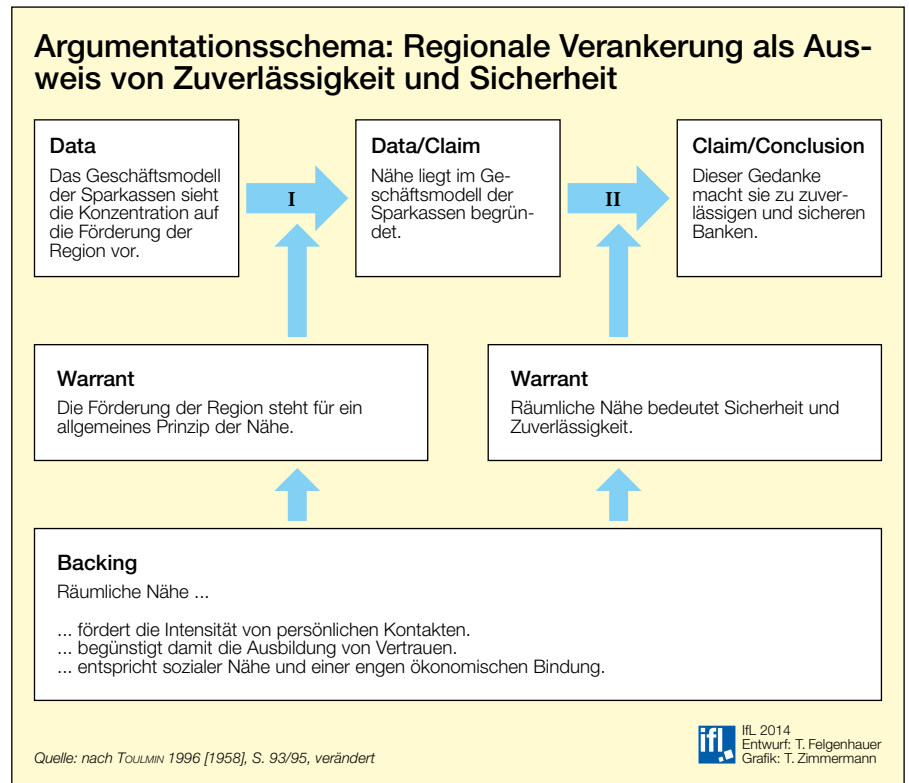 Argumentationsschema: Regionale Verankerung als Aus-
weis von Zuverlässigkeit und Sicherheit
Data
Das Geschäftsmodell
der Sparkassen sieht
die Konzentration auf
die Förderung der
Region vor.
I
Data/Claim
Nähe liegt im Ge-
schäftsmodell der
Sparkassen begrün-
det.
II
Claim/Conclusion
Dieser Gedanke
macht sie zu zuver-
lässigen und sicheren
Banken.
Warrant
Die Förderung der Region steht für ein
allgemeines Prinzip der Nähe.
Warrant
Räumliche Nähe bedeutet Sicherheit und
Zuverlässigkeit.
Backing
Räumliche Nähe ...
... fördert die Intensität von persönlichen Kontakten.
... begünstigt damit die Ausbildung von Vertrauen.
... entspricht sozialer Nähe und einer engen ökonomischen Bindung.
Quelle: nach TOULMIN 1996 [1958], S. 93/95, verändert
ifl
IfL 2014
Entwurf: T. Felgenhauer
Grafik: T. Zimmermann